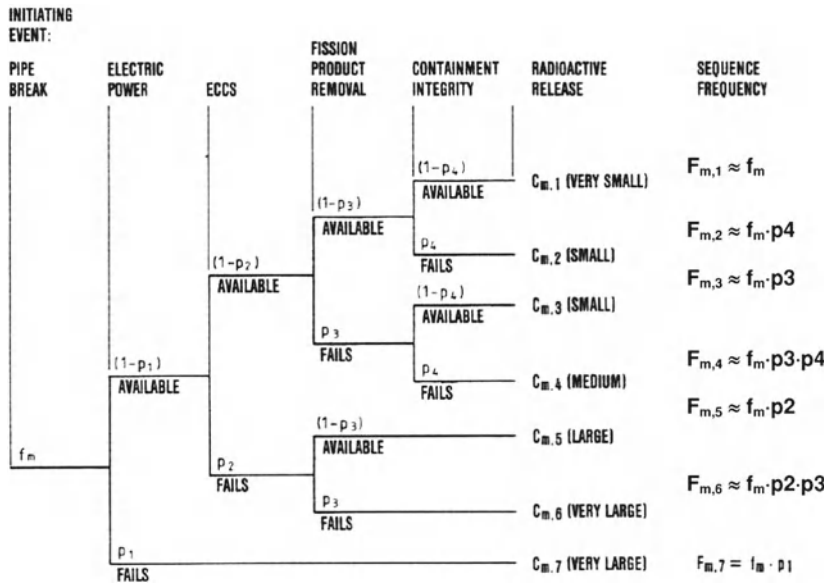 INITIATING
EVENT:
PIPE
BREAK
ELECTRIC
POWER
ECCS
FISSION
PRODUCT
REMOVAL
CONTAINMENT
INTEGRITY
RADIOACTIVE
RELEASE
SEQUENCE
FREQUENCY
(1-p₄)
AVAILABLE
Cm.1 (VERY SMALL)
Fm,1 ≈ fm
(1-p₃)
AVAILABLE
p₄
FAILS
Cm.2 (SMALL)
Fm,2 ≈ fm·p4
(1-p₂)
AVAILABLE
(1-p₄)
AVAILABLE
Cm.3 (SMALL)
Fm,3 ≈ fm·p3
p₃
FAILS
p₄
FAILS
Cm.4 (MEDIUM)
Fm,4 ≈ fm·p3·p4
(1-p₁)
AVAILABLE
(1-p₃)
AVAILABLE
Cm.5 (LARGE)
Fm,5 ≈ fm·p2
fm
p₂
FAILS
p₃
FAILS
Cm.6 (VERY LARGE)
Fm,6 ≈ fm·p2·p3
p₁
FAILS
Cm.7 (VERY LARGE)
Fm,7 = fm · p₁